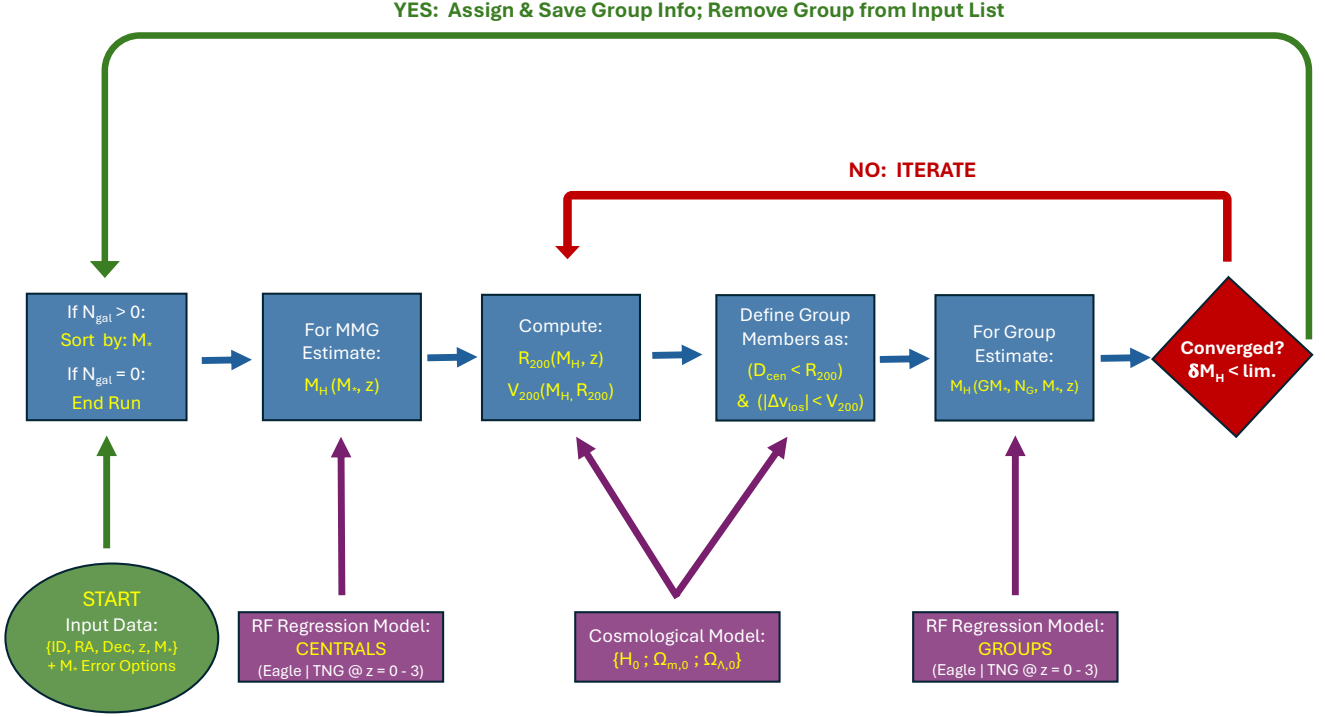 YES: Assign & Save Group Info; Remove Group from Input List
NO: ITERATE
If N_gal > 0:
Sort by: M*
If N_gal = 0:
End Run
For MMG
Estimate:
M_H (M*, z)
Compute:
R_200(M_H, z)
V_200(M_H, R_200)
Define Group
Members as:
(D_cen < R_200)
& (|Δv_los| < V_200)
For Group
Estimate:
M_H (GM*, N_G, M*, z)
Converged?
δM_H < lim.
START
Input Data:
{ID, RA, Dec, z, M*}
+ M* Error Options
RF Regression Model:
CENTRALS
(Eagle | TNG @ z = 0 - 3)
Cosmological Model:
{H_0 ; Ω_m,0 ; Ω_Λ,0}
RF Regression Model:
GROUPS
(Eagle | TNG @ z = 0 - 3)